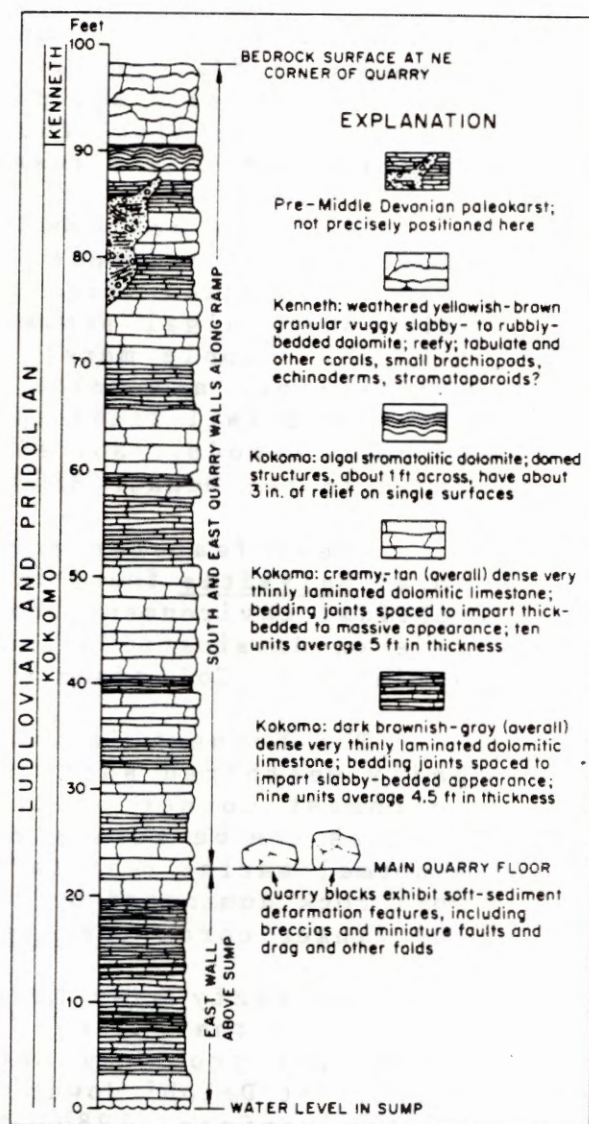 Feet
100
90
80
70
60
50
40
30
20
10
0
KENNETH
LUDLOVIAN AND PRIDOLIAN
KOKOMO
BEDROCK SURFACE AT NE
CORNER OF QUARRY
SOUTH AND EAST QUARRY WALLS ALONG RAMP
EAST WALL
ABOVE SUMP
EXPLANATION
Pre-Middle Devonian paleokarst;
not precisely positioned here
Kenneth: weathered yellowish-brown
granular vuggy slabby- to rubbly-
bedded dolomite; reefy; tabulate and
other corals, small brachiopods,
echinoderms, stromatoporoids?
Kokoma: algal stromatolitic dolomite; domed
structures, about 1 ft across, have about
3 in. of relief on single surfaces
Kokoma: creamy-tan (overall) dense very
thinly laminated dolomitic limestone;
bedding joints spaced to impart thick-
bedded to massive appearance; ten
units average 5 ft in thickness
Kokoma: dark brownish-gray (overall)
dense very thinly laminated dolomitic
limestone; bedding joints spaced to
impart slabby-bedded appearance;
nine units average 4.5 ft in thickness
MAIN QUARRY FLOOR
Quarry blocks exhibit soft-sediment
deformation features, including
breccias and miniature faults and
drag and other folds
WATER LEVEL IN SUMP